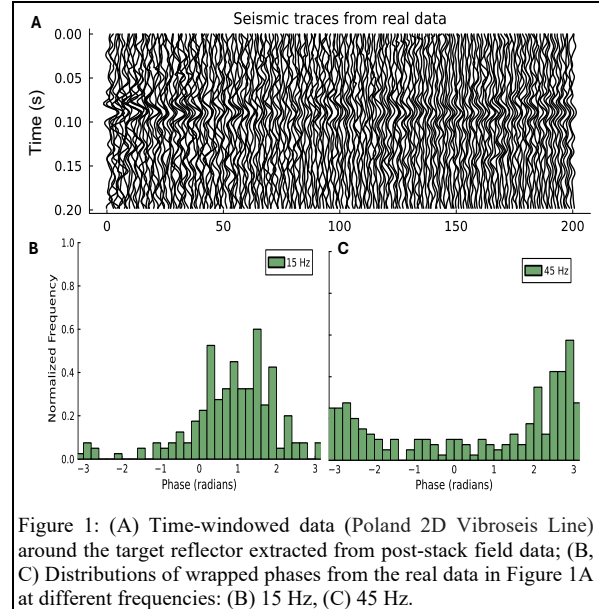 A
Seismic traces from real data
0.00
0.05
0.10
0.15
0.20
Time (s)
0 50 100 150 200
B
1.0
0.8
0.6
0.4
0.2
0.0
Normalized Frequency
15 Hz
−3 −2 −1 0 1 2 3
Phase (radians)
C
45 Hz
−3 −2 −1 0 1 2 3
Phase (radians)
Figure 1: (A) Time-windowed data (Poland 2D Vibroseis Line)
around the target reflector extracted from post-stack field data; (B,
C) Distributions of wrapped phases from the real data in Figure 1A
at different frequencies: (B) 15 Hz, (C) 45 Hz.